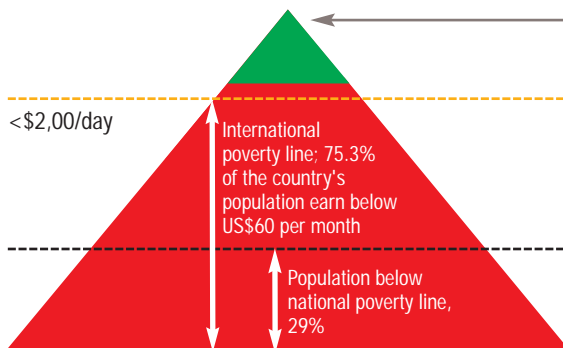 <$2,00/day
International
poverty line; 75.3%
of the country's
population earn below
US$60 per month
Population below
national poverty line,
29%